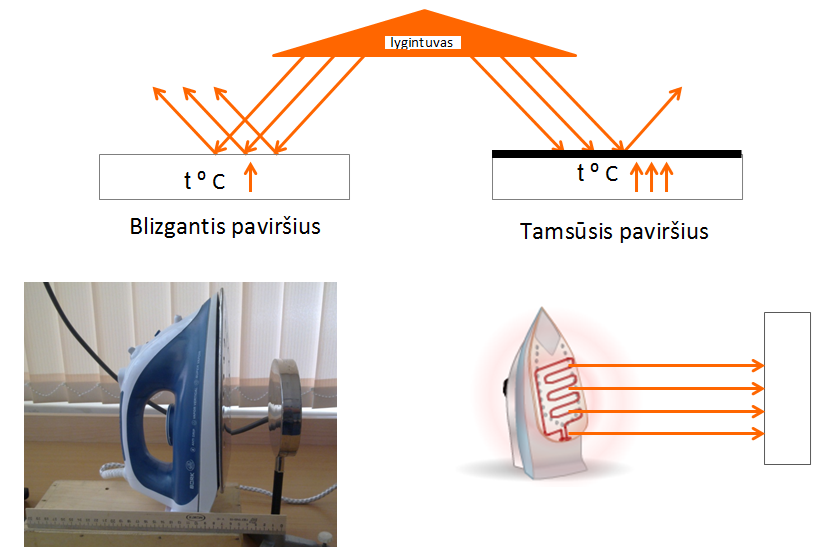 lygintuvas
t º C
t º C
Blizgantis paviršius
Tamsūsis paviršius